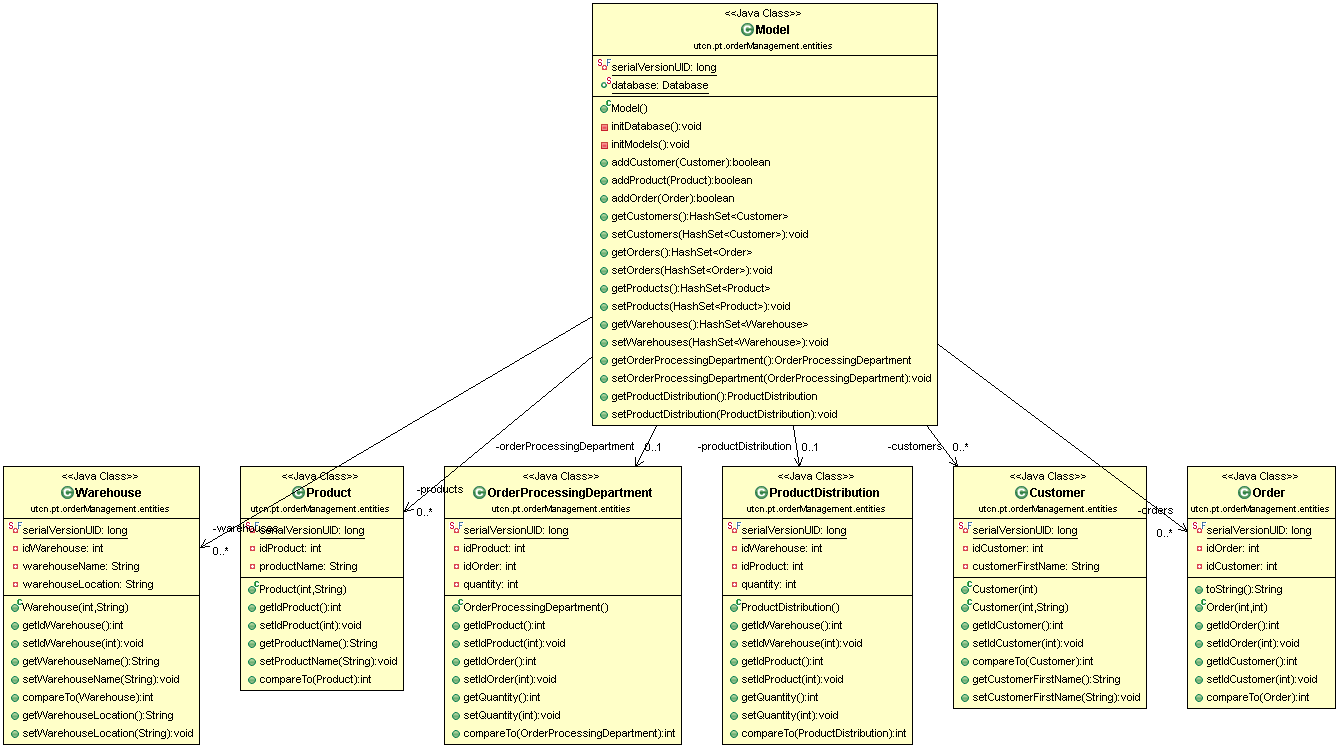 <<Java Class>>
Model
utcn.pt.orderManagement.entities
serialVersionUID: long
database: Database
Model()
initDatabase():void
initModels():void
addCustomer(Customer):boolean
addProduct(Product):boolean
addOrder(Order):boolean
getCustomers():HashSet<Customer>
setCustomers(HashSet<Customer>):void
getOrders():HashSet<Order>
setOrders(HashSet<Order>):void
getProducts():HashSet<Product>
setProducts(HashSet<Product>):void
getWarehouses():HashSet<Warehouse>
setWarehouses(HashSet<Warehouse>):void
getOrderProcessingDepartment():OrderProcessingDepartment
setOrderProcessingDepartment(OrderProcessingDepartment):void
getProductDistribution():ProductDistribution
setProductDistribution(ProductDistribution):void
-warehouses
0..*
-products
0..*
-orderProcessingDepartment
0..1
-productDistribution
0..1
-customers
0..*
-orders
0..*
<<Java Class>>
Warehouse
utcn.pt.orderManagement.entities
serialVersionUID: long
idWarehouse: int
warehouseName: String
warehouseLocation: String
Warehouse(int,String)
getIdWarehouse():int
setIdWarehouse(int):void
getWarehouseName():String
setWarehouseName(String):void
compareTo(Warehouse):int
getWarehouseLocation():String
setWarehouseLocation(String):void
<<Java Class>>
Product
utcn.pt.orderManagement.entities
serialVersionUID: long
idProduct: int
productName: String
Product(int,String)
getIdProduct():int
setIdProduct(int):void
getProductName():String
setProductName(String):void
compareTo(Product):int
<<Java Class>>
OrderProcessingDepartment
utcn.pt.orderManagement.entities
serialVersionUID: long
idProduct: int
idOrder: int
quantity: int
OrderProcessingDepartment()
getIdProduct():int
setIdProduct(int):void
getIdOrder():int
setIdOrder(int):void
getQuantity():int
setQuantity(int):void
compareTo(OrderProcessingDepartment):int
<<Java Class>>
ProductDistribution
utcn.pt.orderManagement.entities
serialVersionUID: long
idWarehouse: int
idProduct: int
quantity: int
ProductDistribution()
getIdWarehouse():int
setIdWarehouse(int):void
getIdProduct():int
setIdProduct(int):void
getQuantity():int
setQuantity(int):void
compareTo(ProductDistribution):int
<<Java Class>>
Customer
utcn.pt.orderManagement.entities
serialVersionUID: long
idCustomer: int
customerFirstName: String
Customer(int)
Customer(int,String)
getIdCustomer():int
setIdCustomer(int):void
compareTo(Customer):int
getCustomerFirstName():String
setCustomerFirstName(String):void
<<Java Class>>
Order
utcn.pt.orderManagement.entities
serialVersionUID: long
idOrder: int
idCustomer: int
toString():String
Order(int,int)
getIdOrder():int
setIdOrder(int):void
getIdCustomer():int
setIdCustomer(int):void
compareTo(Order):int